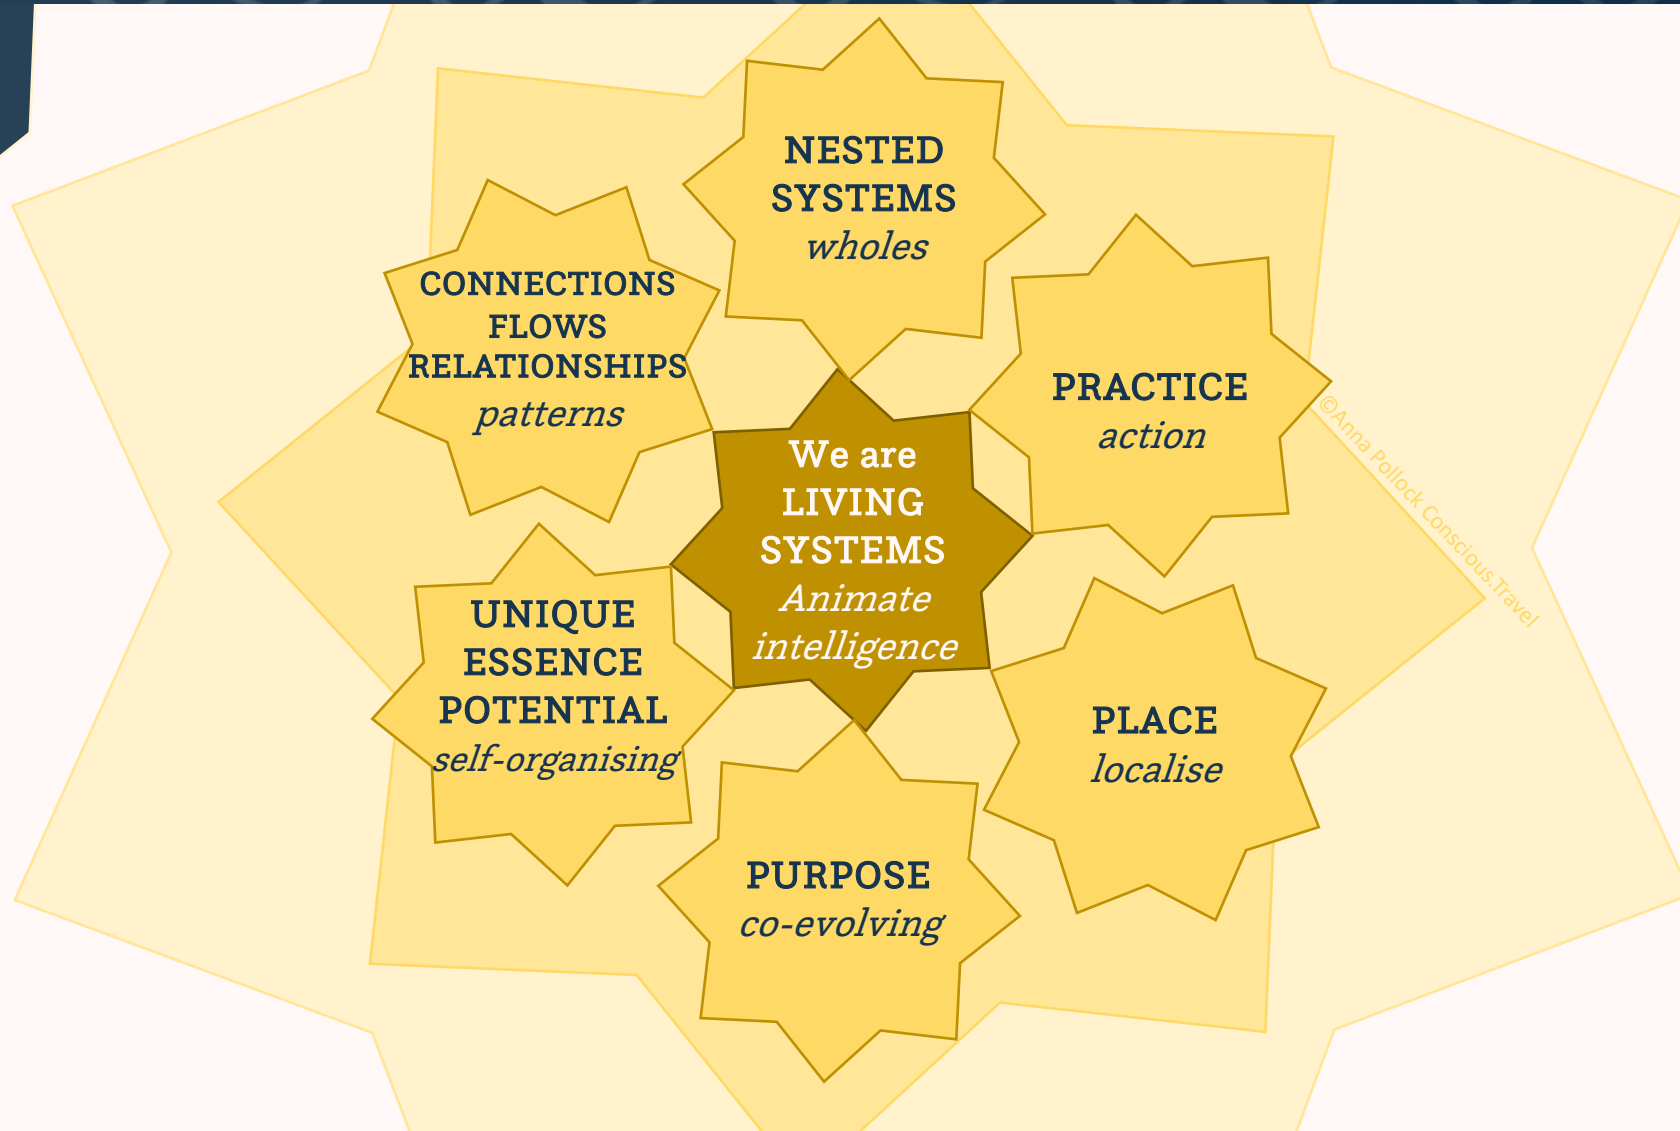 NESTED
SYSTEMS
wholes
CONNECTIONS
FLOWS
RELATIONSHIPS
patterns
PRACTICE
action
We are
LIVING
SYSTEMS
Animate
intelligence
UNIQUE
ESSENCE
POTENTIAL
self-organising
PLACE
localise
PURPOSE
co-evolving
©Anna Pollock Conscious.Travel